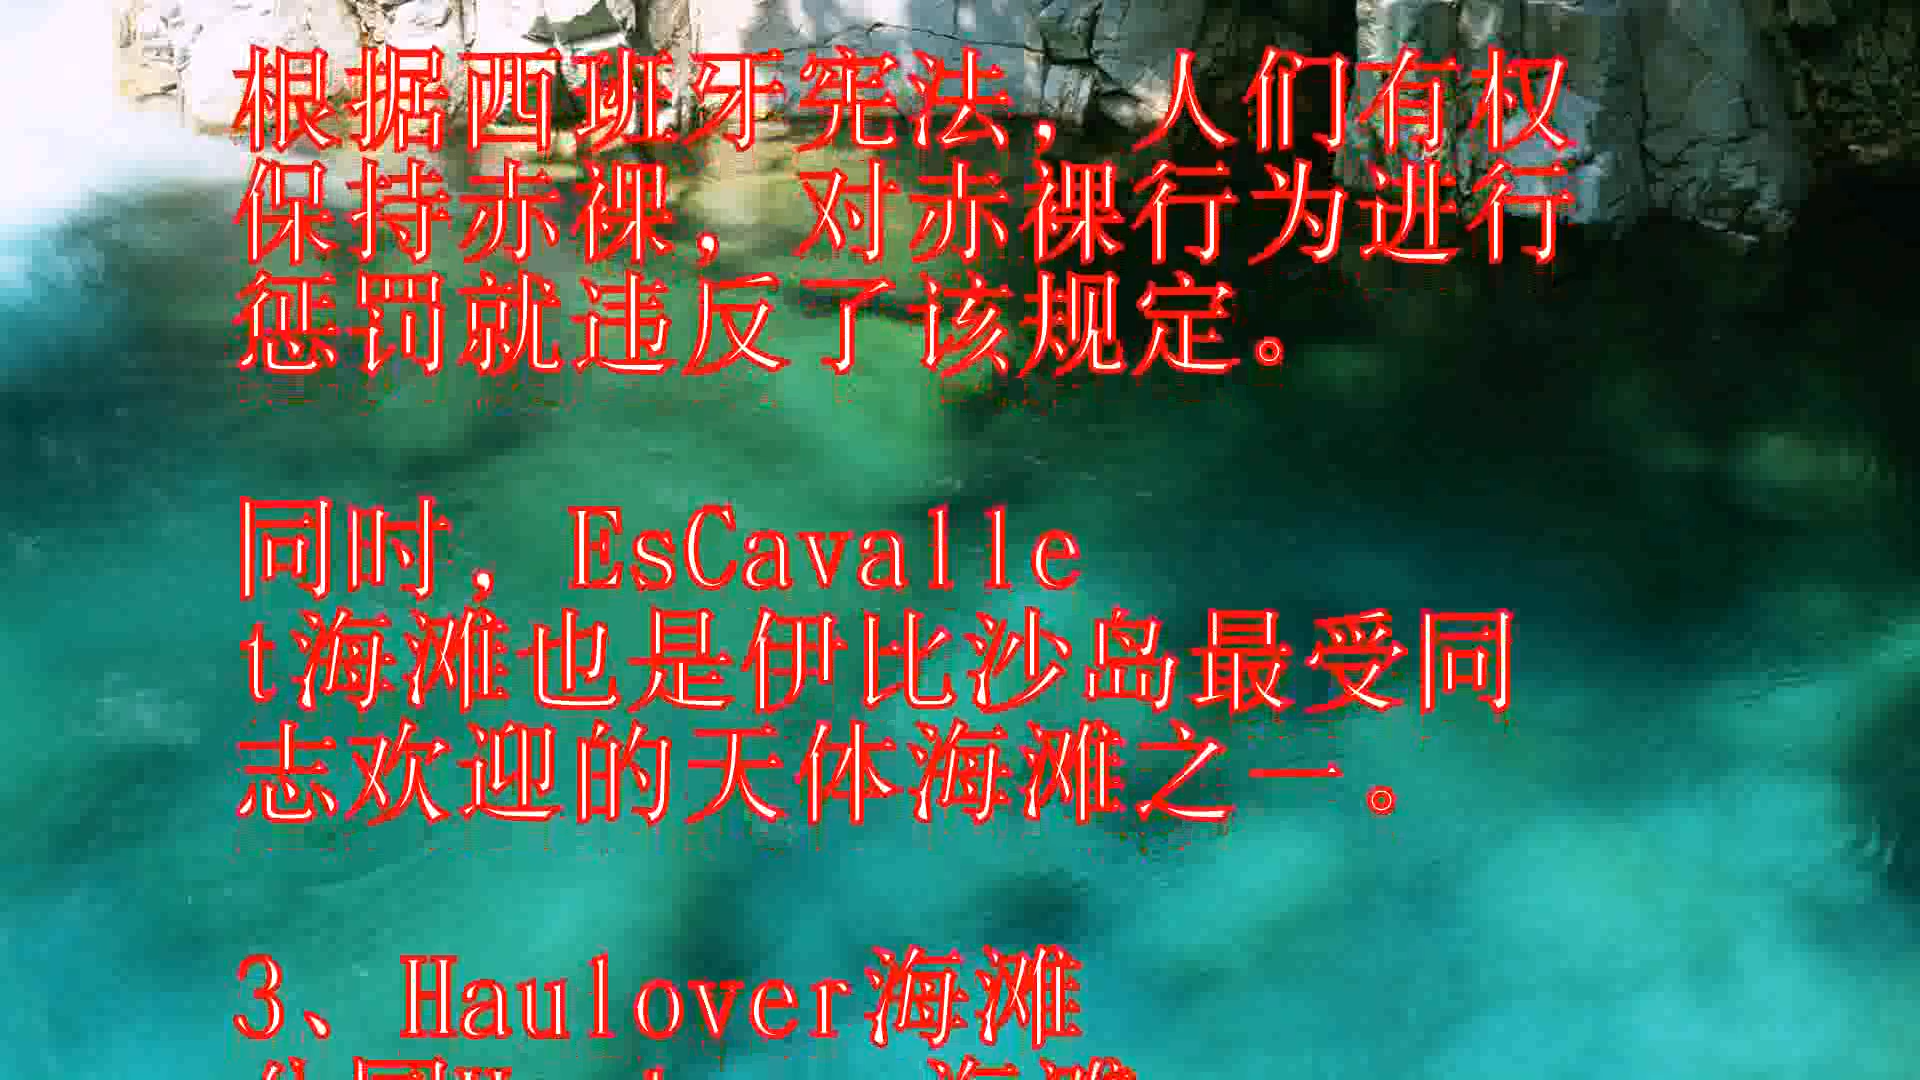 根据西班牙宪法，人们有权
保持赤裸，对赤裸行为进行
惩罚就违反了该规定。
同时，EsCavalle
t海滩也是伊比沙岛最受同
志欢迎的天体海滩之一。
3、Haulover海滩